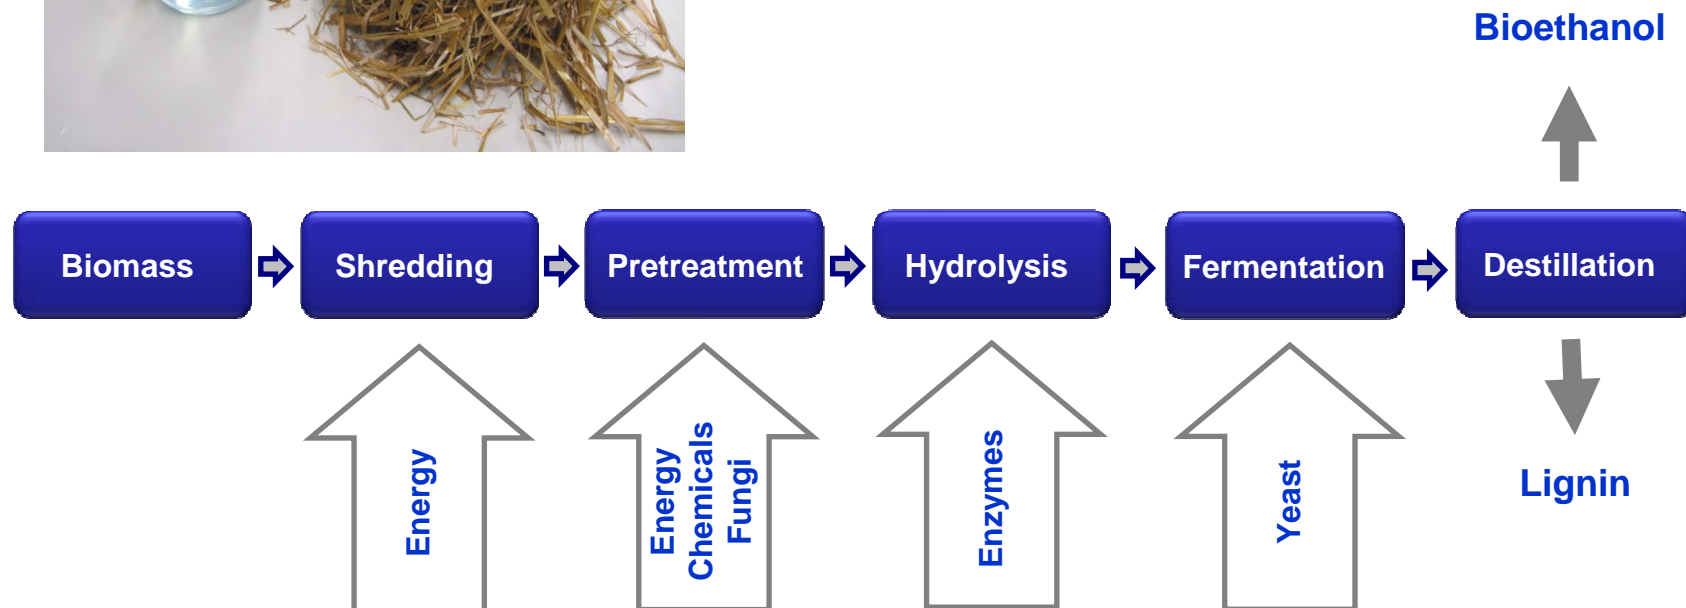 Bioethanol
Biomass
Shredding
Pretreatment
Hydrolysis
Fermentation
Destillation
Energy
Energy
Chemicals
Fungi
Enzymes
Yeast
Lignin